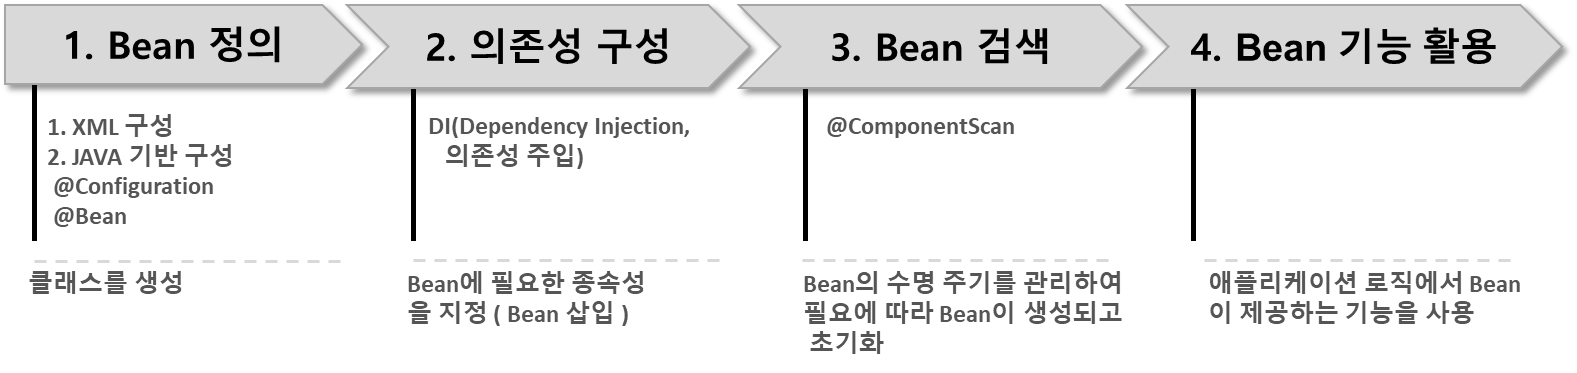 1. Bean 정의
1. XML 구성
2. JAVA 기반 구성
@Configuration
@Bean
클래스를 생성
2. 의존성 구성
DI(Dependency Injection,
의존성 주입)
Bean에 필요한 종속성
을 지정 ( Bean 삽입 )
3. Bean 검색
@ComponentScan
Bean의 수명 주기를 관리하여
필요에 따라 Bean이 생성되고
초기화
4. Bean 기능 활용
애플리케이션 로직에서 Bean
이 제공하는 기능을 사용